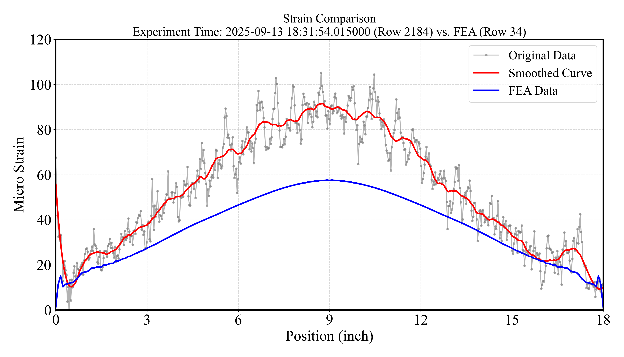 Strain Comparison
Experiment Time: 2025-09-13 18:31:54.015000 (Row 2184) vs. FEA (Row 34)
120
100
80
60
40
20
0
Micro Strain
Original Data
Smoothed Curve
FEA Data
0 3 6 9 12 15 18
Position (inch)